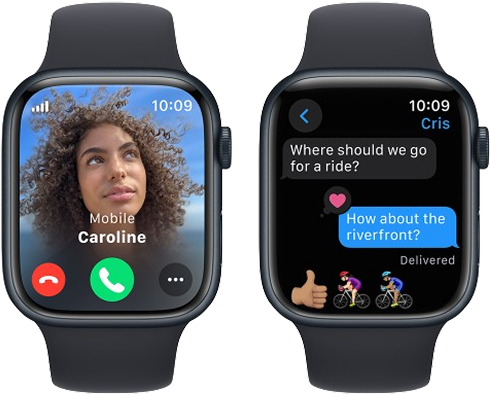 10:09
Mobile
Caroline
10:09
Cris
Where should we go
for a ride?
How about the
riverfront?
Delivered